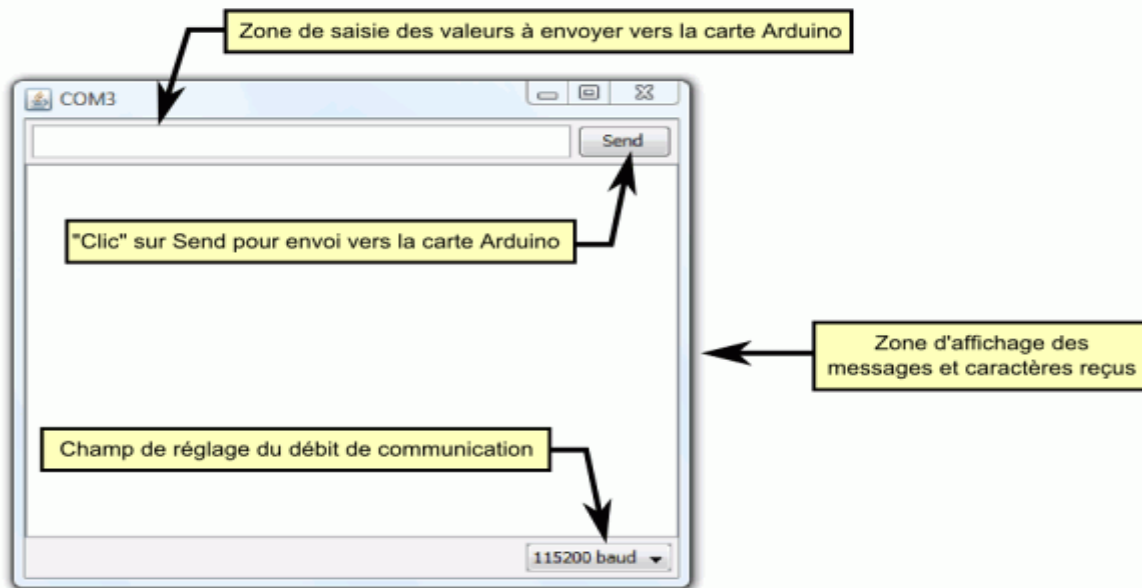 Zone de saisie des valeurs à envoyer vers la carte Arduino
COM3
Send
"Clic" sur Send pour envoi vers la carte Arduino
Zone d'affichage des
messages et caractères reçus
Champ de réglage du débit de communication
115200 baud